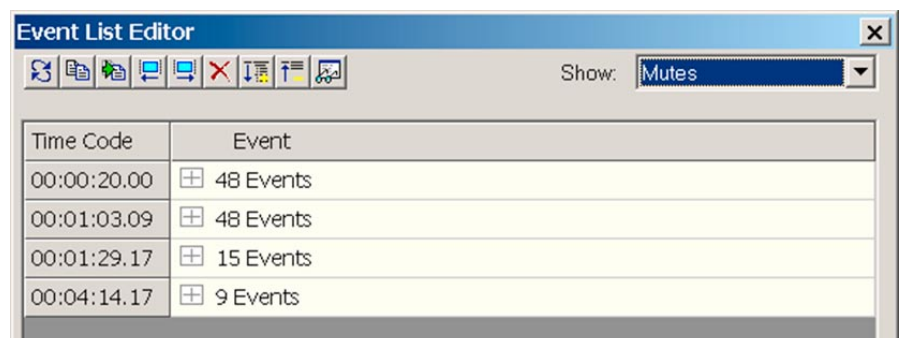 Event List Editor
Show: Mutes
Time Code Event
00:00:20.00 48 Events
00:01:03.09 48 Events
00:01:29.17 15 Events
00:04:14.17 9 Events